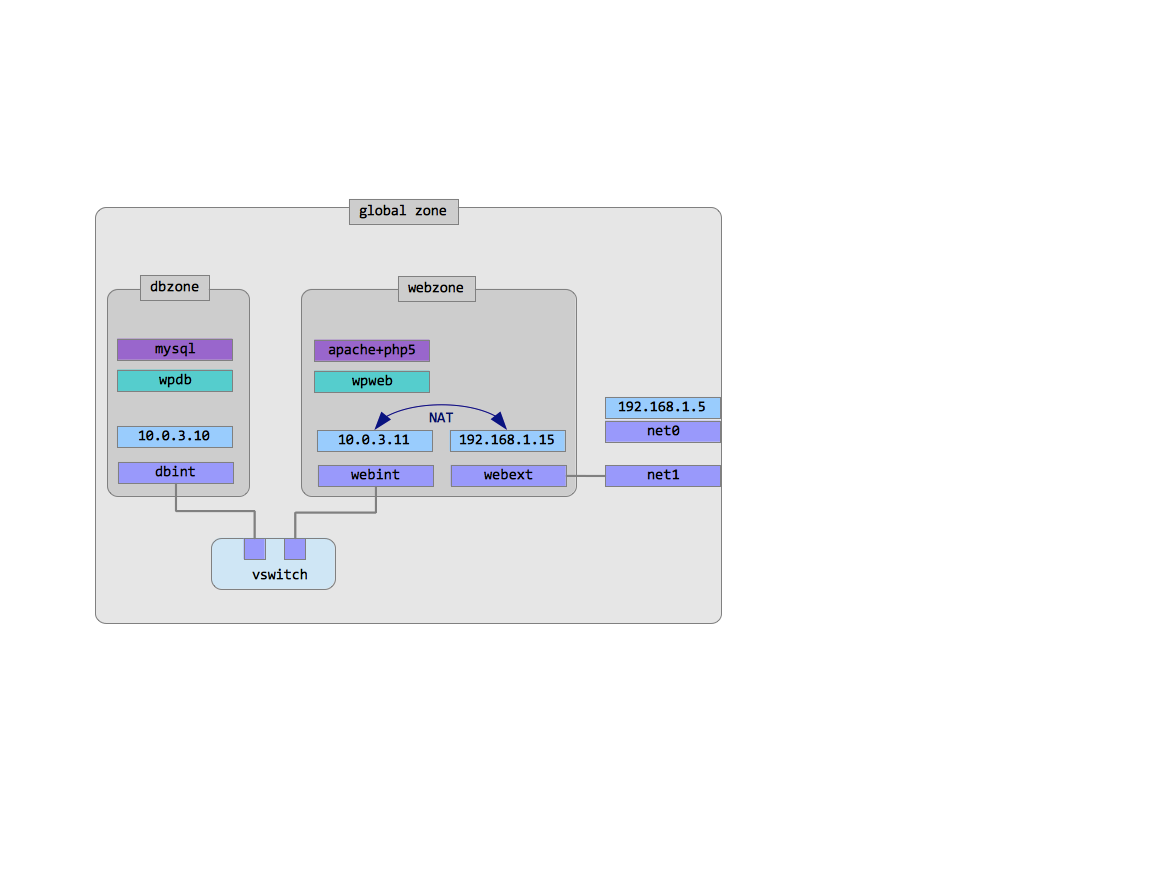 global zone
dbzone
mysql
wpdb
10.0.3.10
dbint
webzone
apache+php5
wpweb
NAT
10.0.3.11
192.168.1.15
webint
webext
192.168.1.5
net0
net1
vswitch